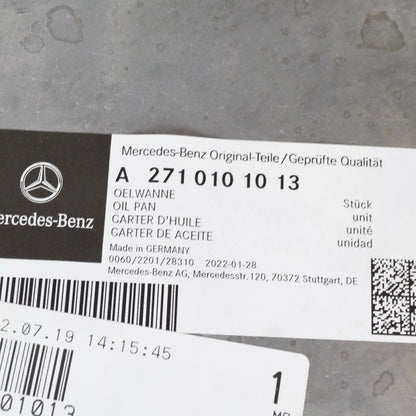 Mercedes-Benz Original-Teile/Geprüfte Qualität
A 271 010 10 13
OELWANNE Stück
OIL PAN unit
CARTER D'HUILE unité
CARTER DE ACEITE unidad
Made in GERMANY
0060/2201/28310 2022-01-28
Mercedes-Benz AG, Mercedesstr.120, 70372 Stuttgart, DE
ercedes-Benz
2.07.19 14:15:45
01013
1